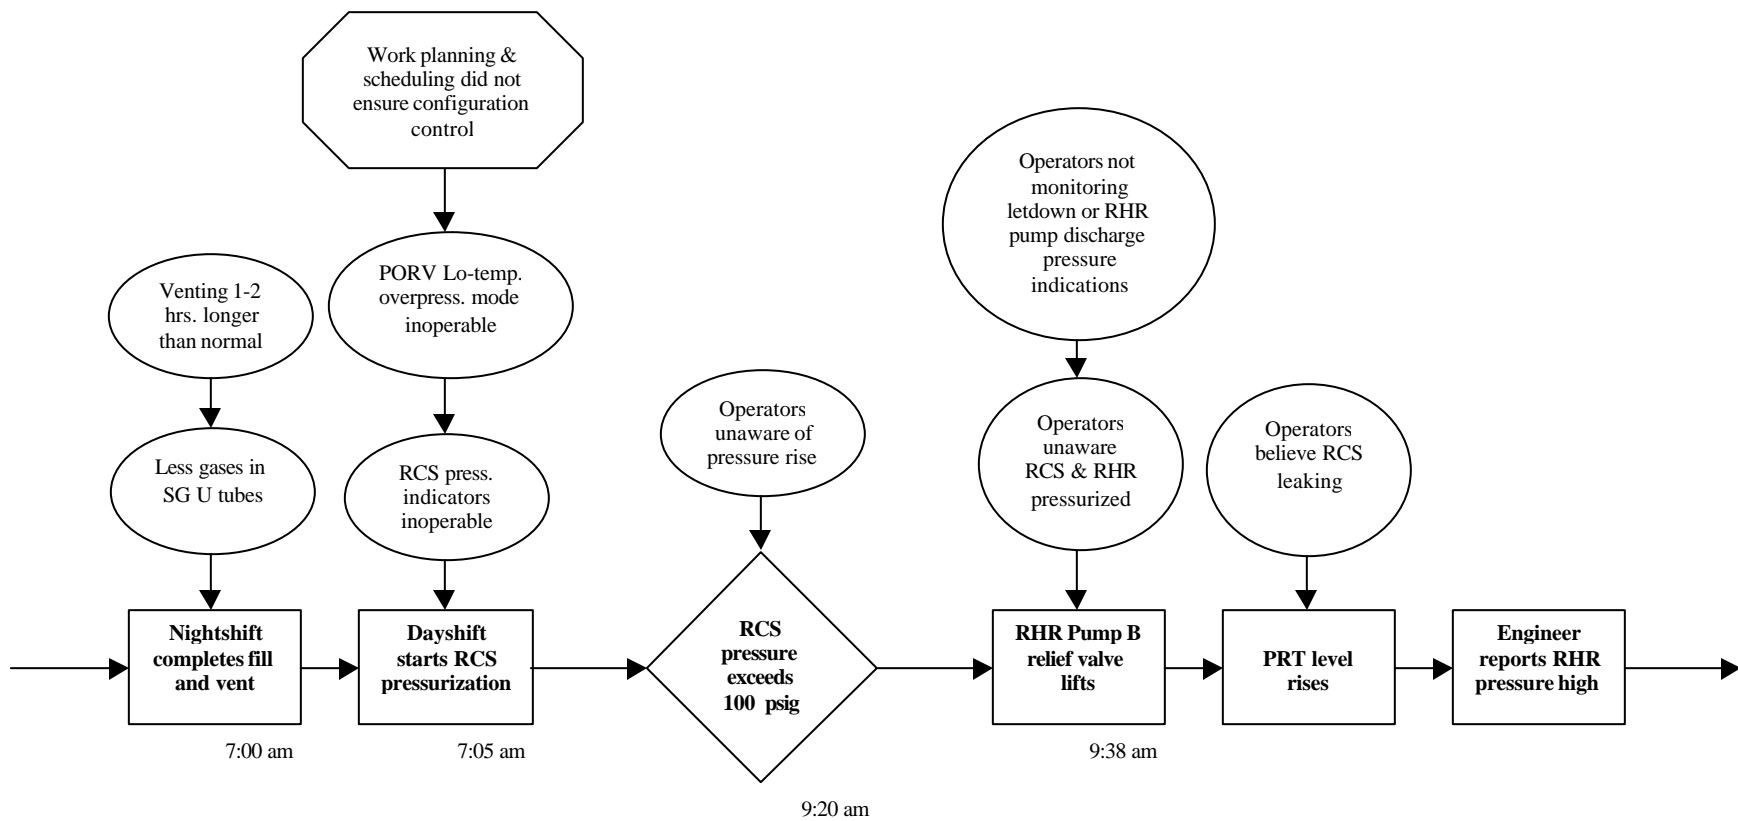 Work planning &
scheduling did not
ensure configuration
control
Operators not
monitoring
letdown or RHR
pump discharge
pressure
indications
Venting 1-2
hrs. longer
than normal
PORV Lo-temp.
overpress. mode
inoperable
Operators
unaware of
pressure rise
Operators
unaware
RCS & RHR
pressurized
Operators
believe RCS
leaking
Less gases in
SG U tubes
RCS press.
indicators
inoperable
Nightshift
completes fill
and vent
Dayshift
starts RCS
pressurization
RCS
pressure
exceeds
100 psig
RHR Pump B
relief valve
lifts
PRT level
rises
Engineer
reports RHR
pressure high
7:00 am
7:05 am
9:38 am
9:20 am